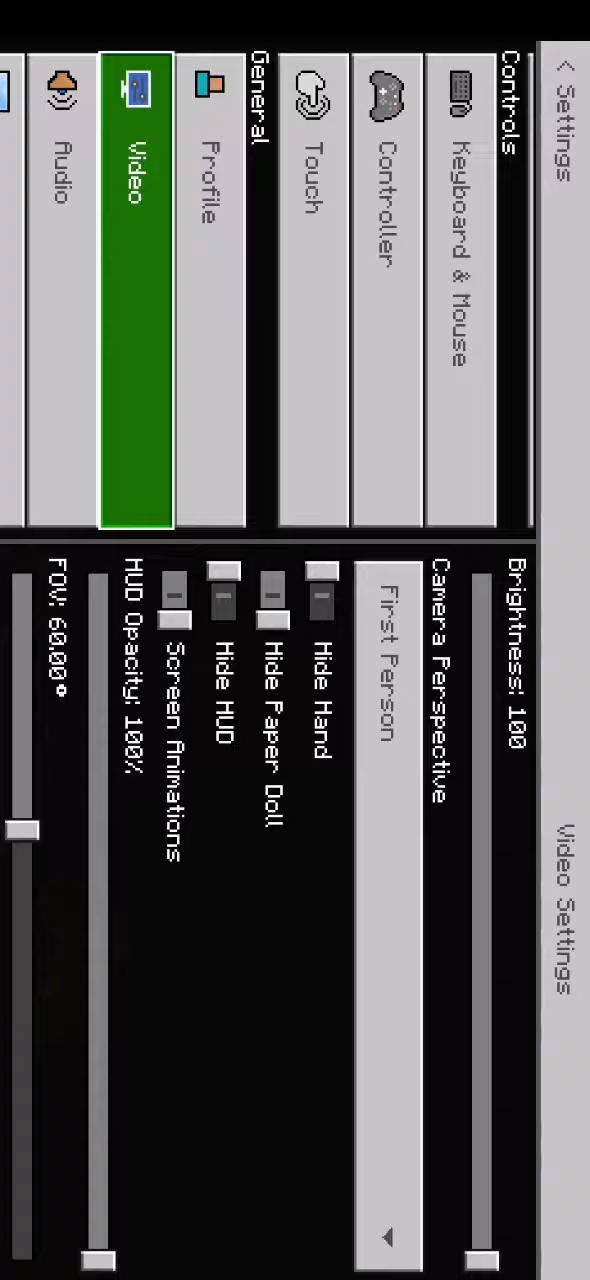 < Settings
Video Settings
Controls
Keyboard & Mouse
Controller
Touch
General
Profile
Video
Audio
Brightness: 100
Camera Perspective
First Person
Hide Hand
Hide Paper Doll
Hide HUD
Screen Animations
HUD Opacity: 100%
FOV: 60.00°